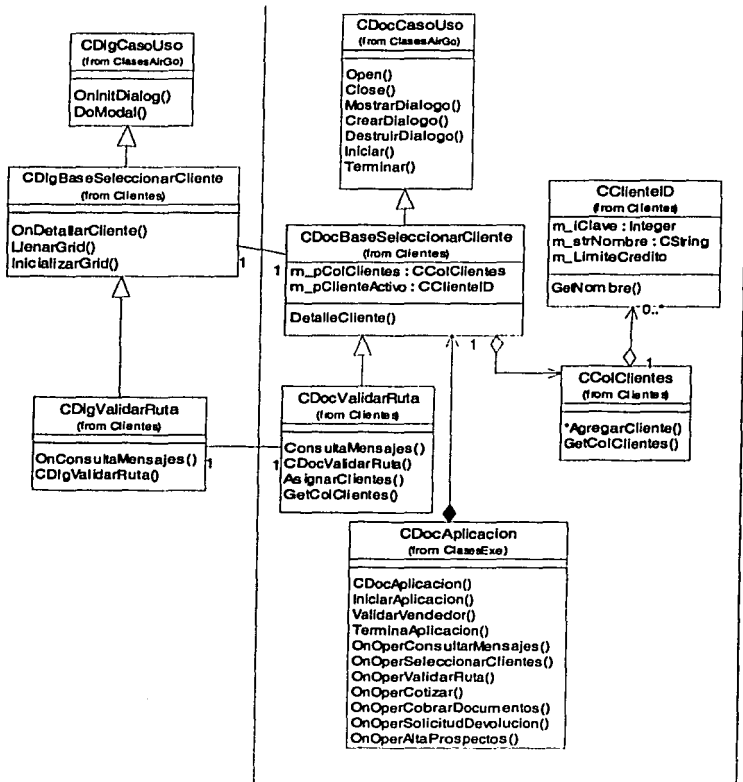 CDlgCasoUso
(from ClasesAirGo)
OnInitDialog()
DoModal()
CDocCasoUso
(from ClasesAirGo)
Open()
Close()
MostrarDialogo()
CrearDialogo()
DestruirDialogo()
Iniciar()
Terminar()
CDlgBaseSeleccionarCliente
(from Clientes)
OnDetallarCliente()
LlenarGrid()
InicializarGrid()
1
1
CDocBaseSeleccionarCliente
(from Clientes)
m_pColClientes : CColClientes
m_pClienteActivo : CClienteID
DetalleCliente()
1
CClienteID
(from Clientes)
m_iClave : Integer
m_strNombre : CString
m_LimiteCredito
GetNombre()
0..*
1
CColClientes
(from Clientes)
*AgregarCliente()
GetColClientes()
CDlgValidarRuta
(from Clientes)
OnConsultaMensajes()
CDlgValidarRuta()
1
1
CDocValidarRuta
(from Clientes)
ConsultaMensajes()
CDocValidarRuta()
AsignarClientes()
GetColClientes()
CDocAplicacion
(from ClasesExe)
CDocAplicacion()
IniciarAplicacion()
ValidarVendedor()
TerminaAplicacion()
OnOperConsultarMensajes()
OnOperSeleccionarClientes()
OnOperValidarRuta()
OnOperCotizar()
OnOperCobrarDocumentos()
OnOperSolicitudDevolucion()
OnOperAltaProspectos()